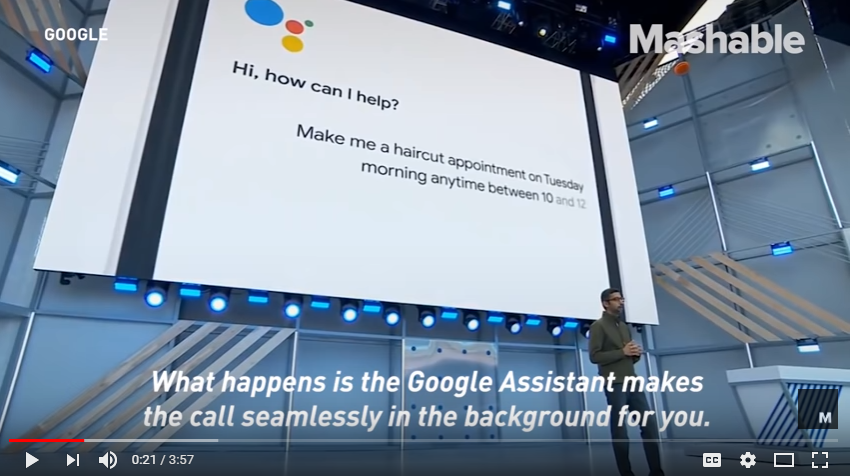 GOOGLE
Mashable
Hi, how can I help?
Make me a haircut appointment on Tuesday
morning anytime between 10 and 12
What happens is the Google Assistant makes
the call seamlessly in the background for you.
M
0:21 / 3:57
CC